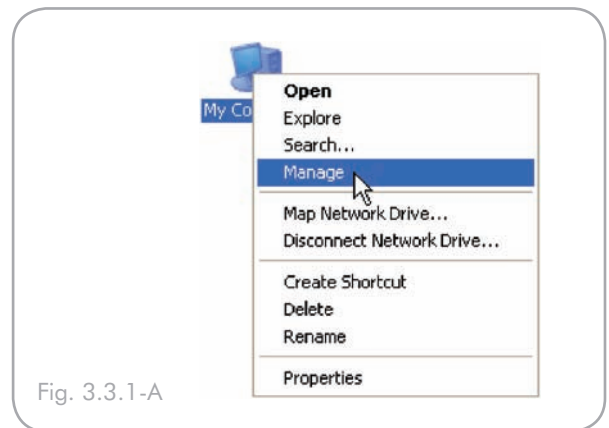 My Co
Open
Explore
Search...
Manage
Map Network Drive...
Disconnect Network Drive...
Create Shortcut
Delete
Rename
Properties
Fig. 3.3.1-A